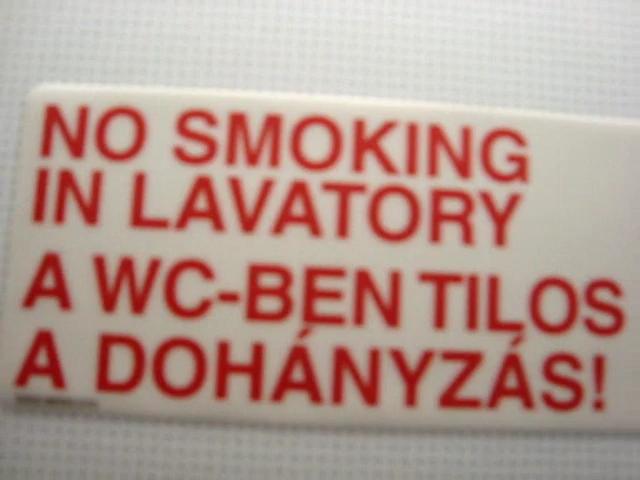 NO SMOKING
IN LAVATORY
A WC-BEN TILOS
A DOHÁNYZÁS!